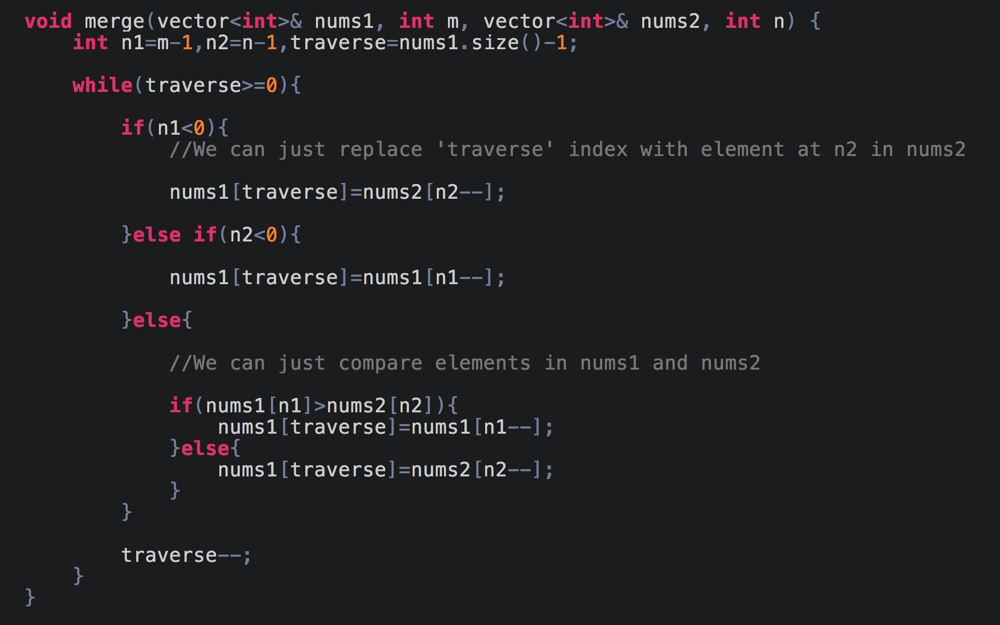 void merge(vector<int>& nums1, int m, vector<int>& nums2, int n) {
    int n1=m-1,n2=n-1,traverse=nums1.size()-1;

    while(traverse>=0){

        if(n1<0){
            //We can just replace 'traverse' index with element at n2 in nums2

            nums1[traverse]=nums2[n2--];

        }else if(n2<0){

            nums1[traverse]=nums1[n1--];

        }else{

            //We can just compare elements in nums1 and nums2

            if(nums1[n1]>nums2[n2]){
                nums1[traverse]=nums1[n1--];
            }else{
                nums1[traverse]=nums2[n2--];
            }
        }

        traverse--;
    }
}